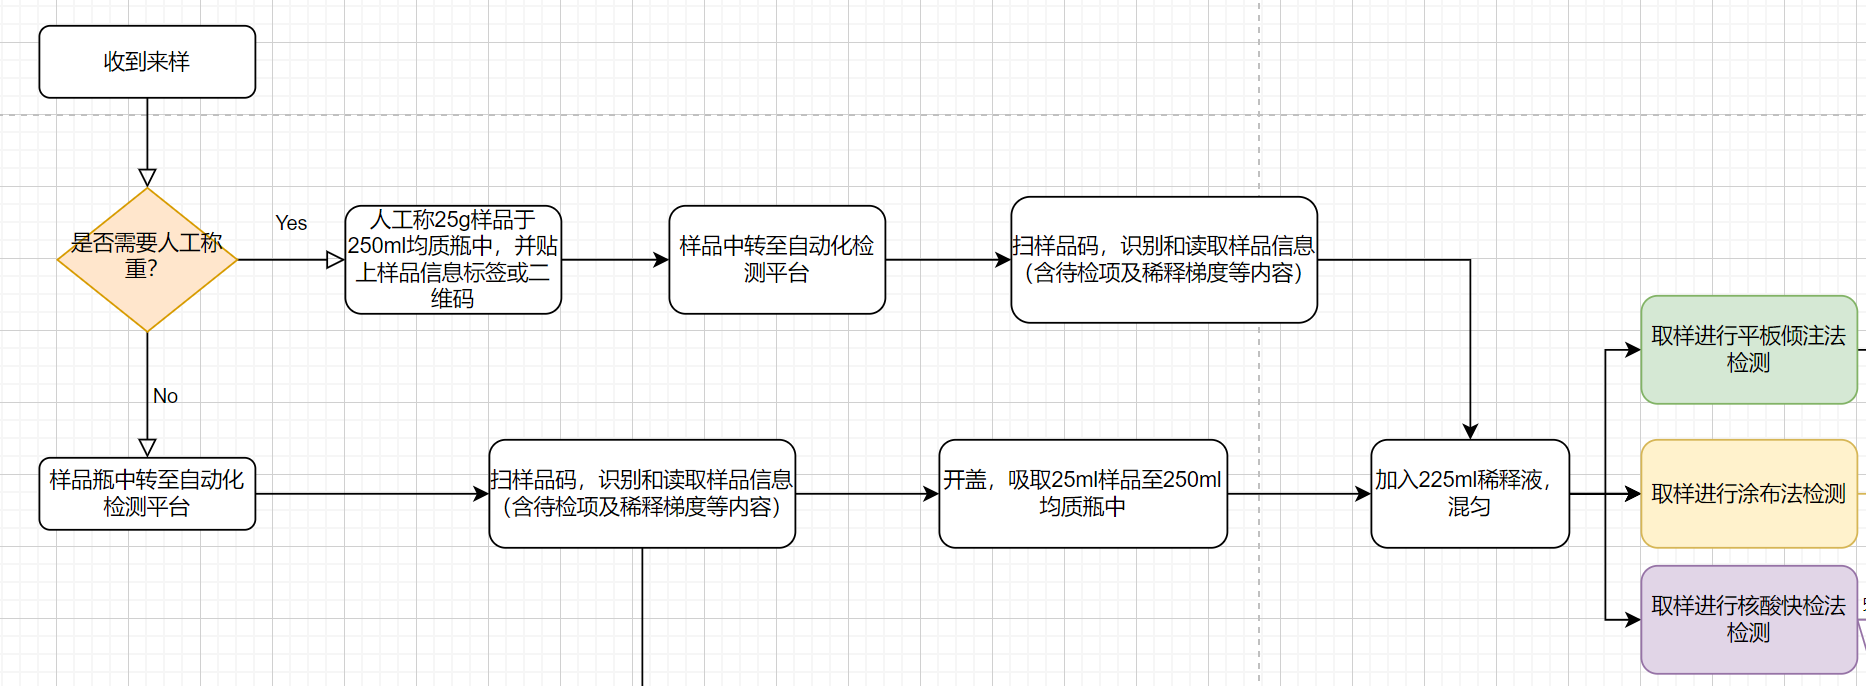 收到来样
是否需要人工称
重？
Yes
人工称25g样品于
250ml均质瓶中，并贴
上样品信息标签或二
维码
样品中转至自动化检
测平台
扫样品码，识别和读取样品信息
（含待检项及稀释梯度等内容）
No
样品瓶中转至自动化
检测平台
扫样品码，识别和读取样品信息
（含待检项及稀释梯度等内容）
开盖，吸取25ml样品至250ml
均质瓶中
加入225ml稀释液，
混匀
取样进行平板倾注法
检测
取样进行涂布法检测
取样进行核酸快检法
检测